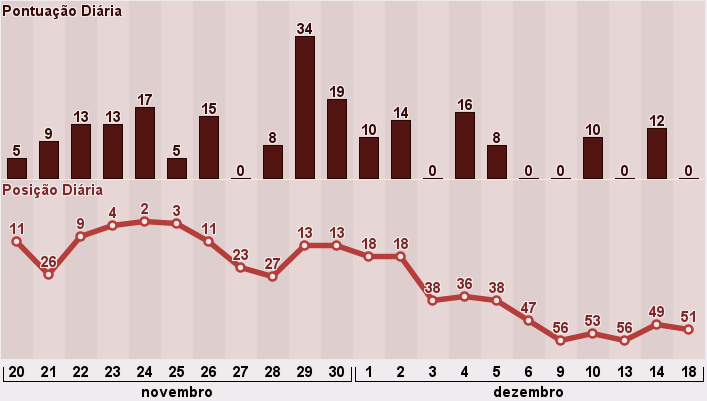 Pontuação Diária
5 9 13 13 17 5 15 0 8 34 19 10 14 0 16 8 0 0 10 0 12 0
Posição Diária
11 26 9 4 2 3 11 23 27 13 13 18 18 38 36 38 47 56 53 56 49 51
20 21 22 23 24 25 26 27 28 29 30 1 2 3 4 5 6 9 10 13 14 18
novembro dezembro